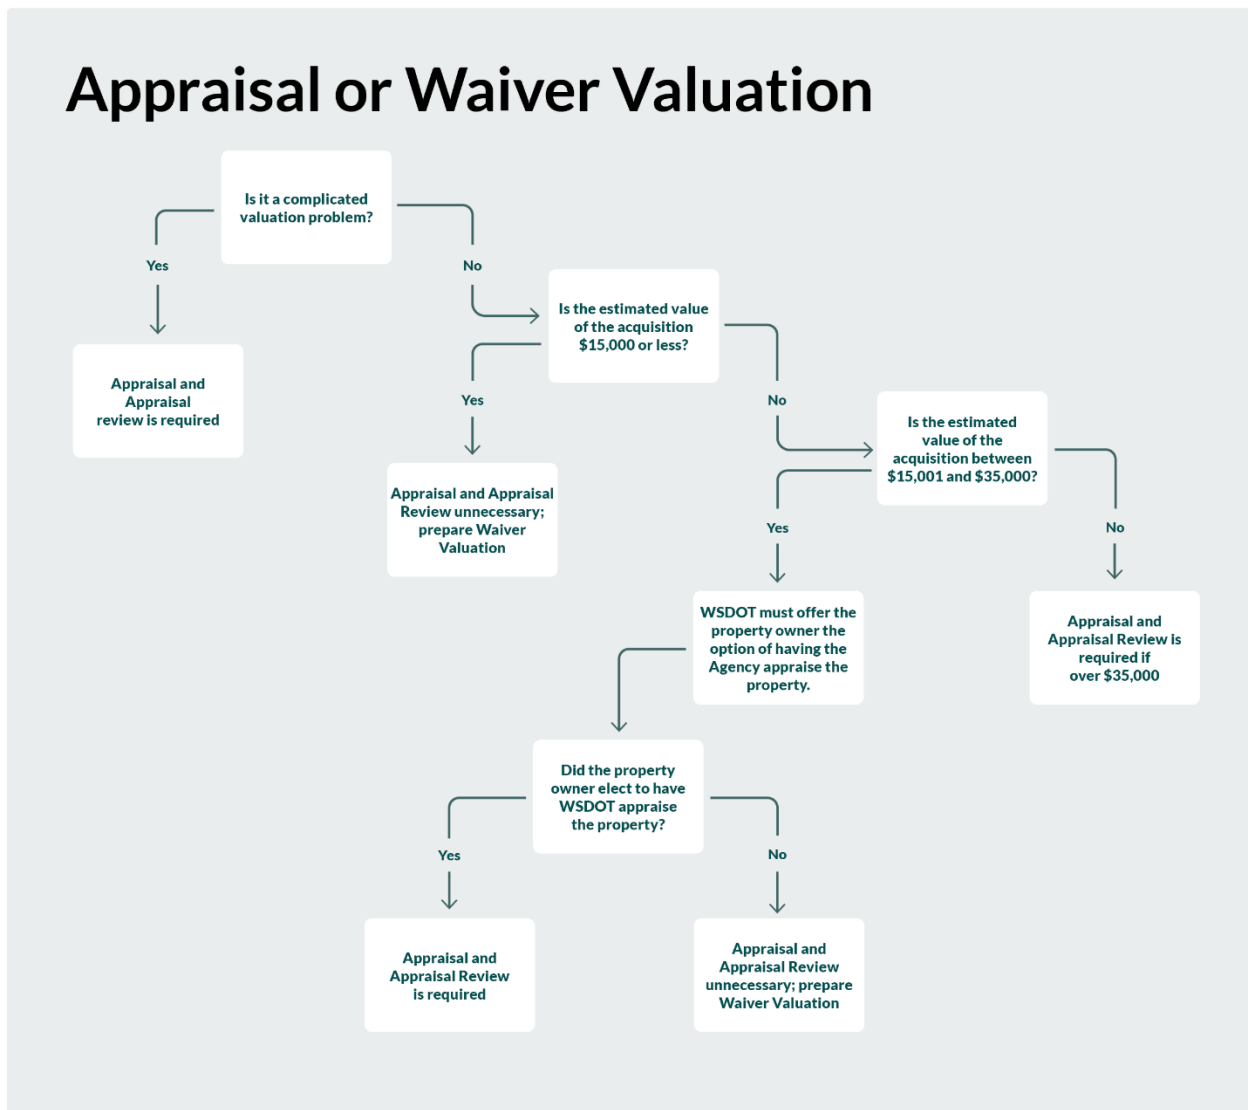 Appraisal or Waiver Valuation
Is it a complicated
valuation problem?
Yes
No
Appraisal and
Appraisal
review is required
Is the estimated value
of the acquisition
$15,000 or less?
Yes
No
Appraisal and Appraisal
Review unnecessary;
prepare Waiver
Valuation
Is the estimated
value of the
acquisition between
$15,001 and $35,000?
Yes
No
WSDOT must offer the
property owner the
option of having the
Agency appraise the
property.
Appraisal and
Appraisal Review is
required if
over $35,000
Did the property
owner elect to have
WSDOT appraise
the property?
Yes
No
Appraisal and
Appraisal Review
is required
Appraisal and
Appraisal Review
unnecessary; prepare
Waiver Valuation